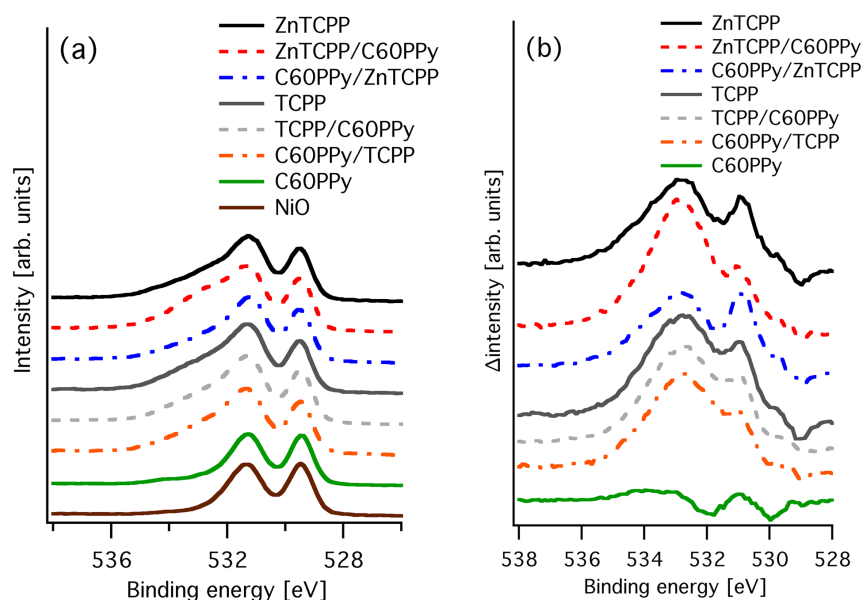 (a)
ZnTCPP
ZnTCPP/C60PPy
C60PPy/ZnTCPP
TCPP
TCPP/C60PPy
C60PPy/TCPP
C60PPy
NiO
Intensity [arb. units]
536
532
528
Binding energy [eV]
(b)
ZnTCPP
ZnTCPP/C60PPy
C60PPy/ZnTCPP
TCPP
TCPP/C60PPy
C60PPy/TCPP
C60PPy
Δintensity [arb. units]
538
536
534
532
530
528
Binding energy [eV]